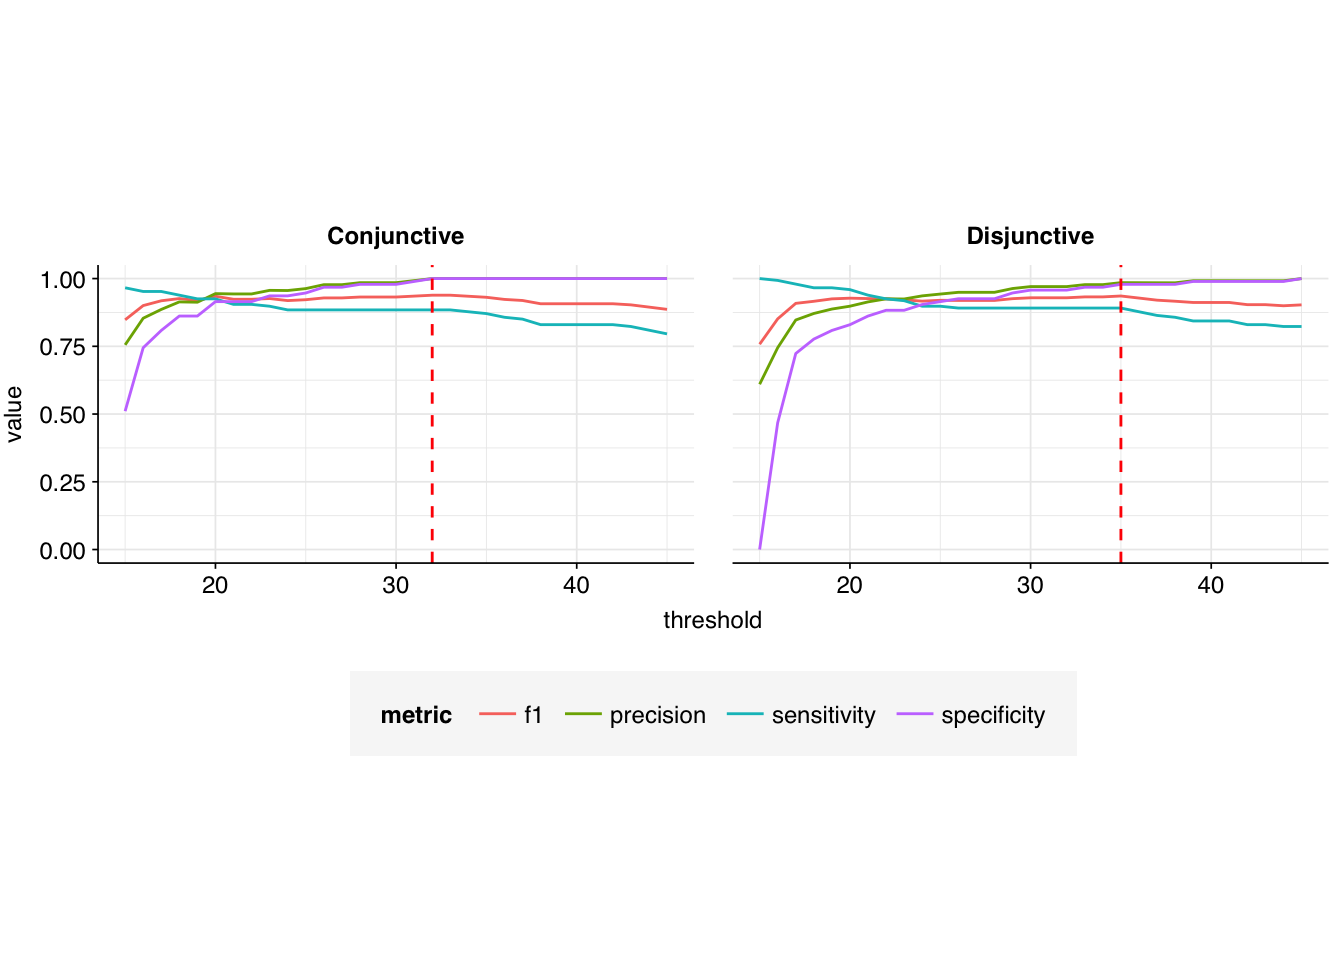 Conjunctive Disjunctive
1.00
0.75
0.50
0.25
0.00
value
20 30 40 20 30 40
threshold
metric f1 precision sensitivity specificity